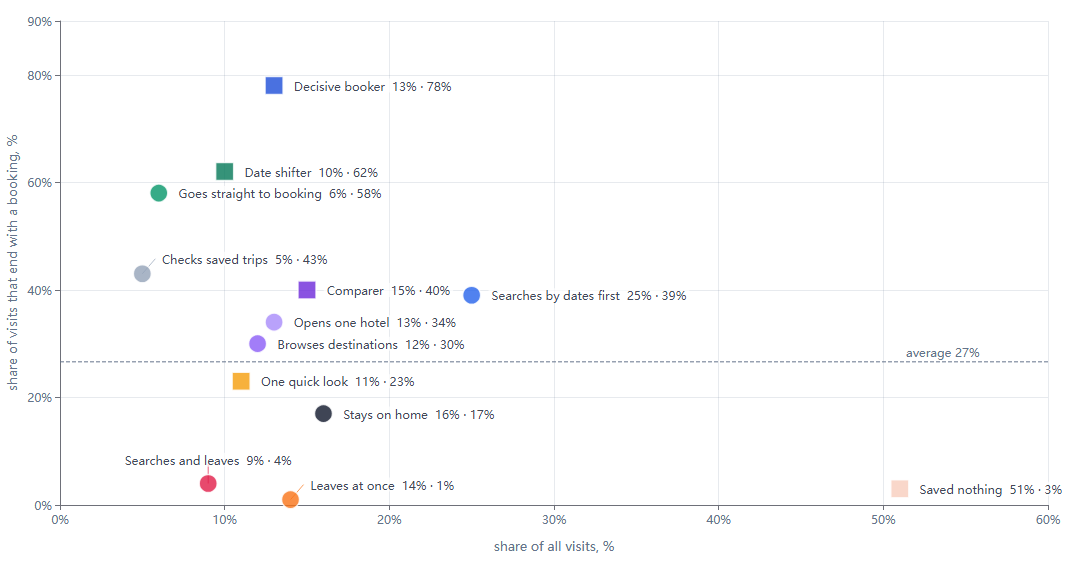 90%
80%
60%
40%
20%
0%
share of visits that end with a booking, %
Decisive booker 13% · 78%
Date shifter 10% · 62%
Goes straight to booking 6% · 58%
Checks saved trips 5% · 43%
Comparer 15% · 40%
Searches by dates first 25% · 39%
Opens one hotel 13% · 34%
Browses destinations 12% · 30%
average 27%
One quick look 11% · 23%
Stays on home 16% · 17%
Searches and leaves 9% · 4%
Leaves at once 14% · 1%
Saved nothing 51% · 3%
0%
10%
20%
30%
40%
50%
60%
share of all visits, %